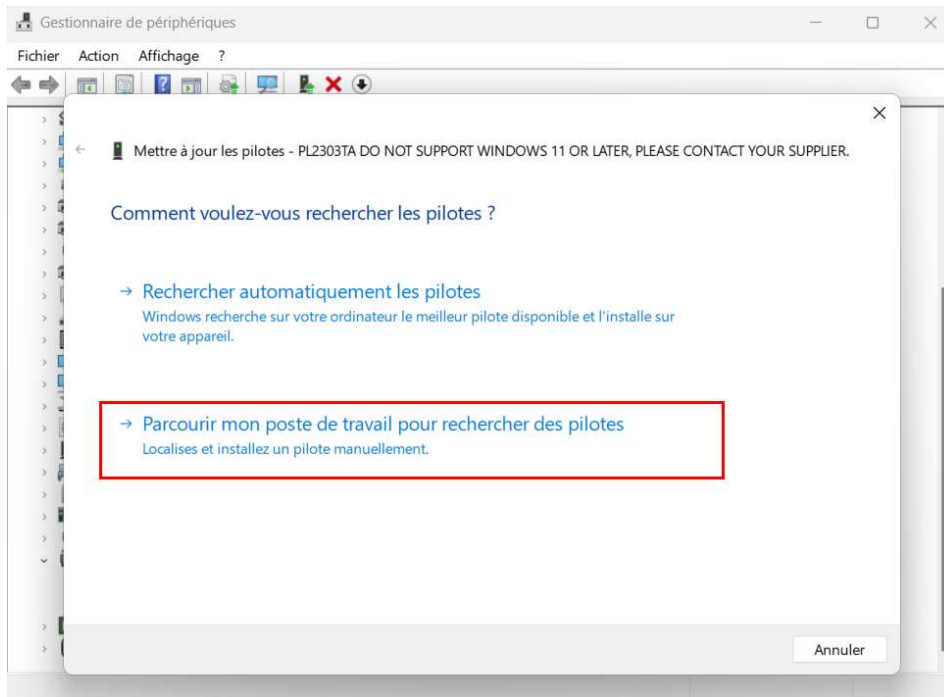 Gestionnaire de périphériques
Fichier Action Affichage ?
Mettre à jour les pilotes - PL2303TA DO NOT SUPPORT WINDOWS 11 OR LATER, PLEASE CONTACT YOUR SUPPLIER.
Comment voulez-vous rechercher les pilotes ?
Rechercher automatiquement les pilotes
Windows recherche sur votre ordinateur le meilleur pilote disponible et l'installe sur
votre appareil.
Parcourir mon poste de travail pour rechercher des pilotes
Localises et installez un pilote manuellement.
Annuler